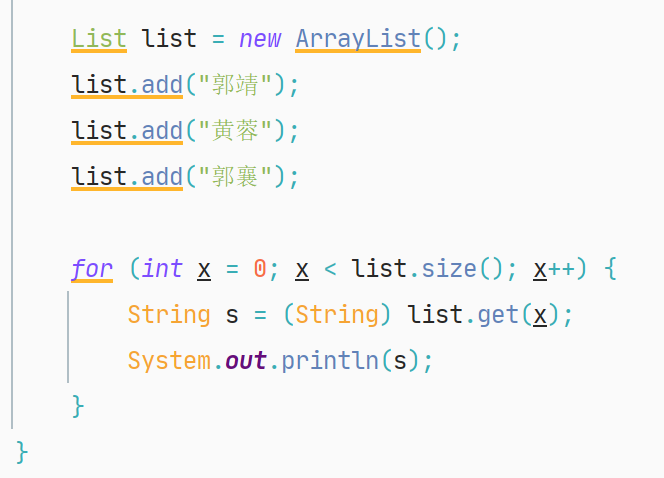 List list = new ArrayList();
list.add("郭靖");
list.add("黄蓉");
list.add("郭襄");
for (int x = 0; x < list.size(); x++) {
String s = (String) list.get(x);
System.out.println(s);
}
}